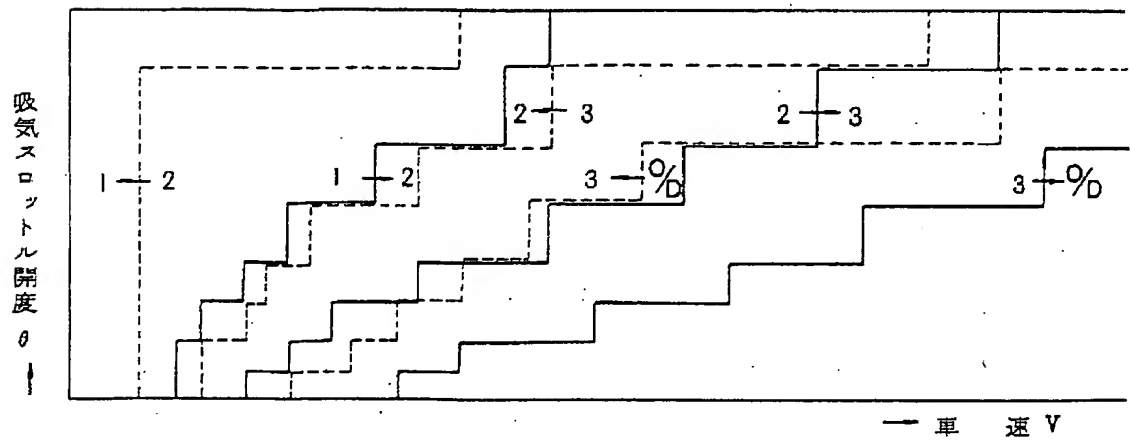 吸気スロットル開度 θ →
1 ← 2
1 → 2
2 ← 3
3 ← O/D
2 → 3
3 → O/D
→ 車 速 V